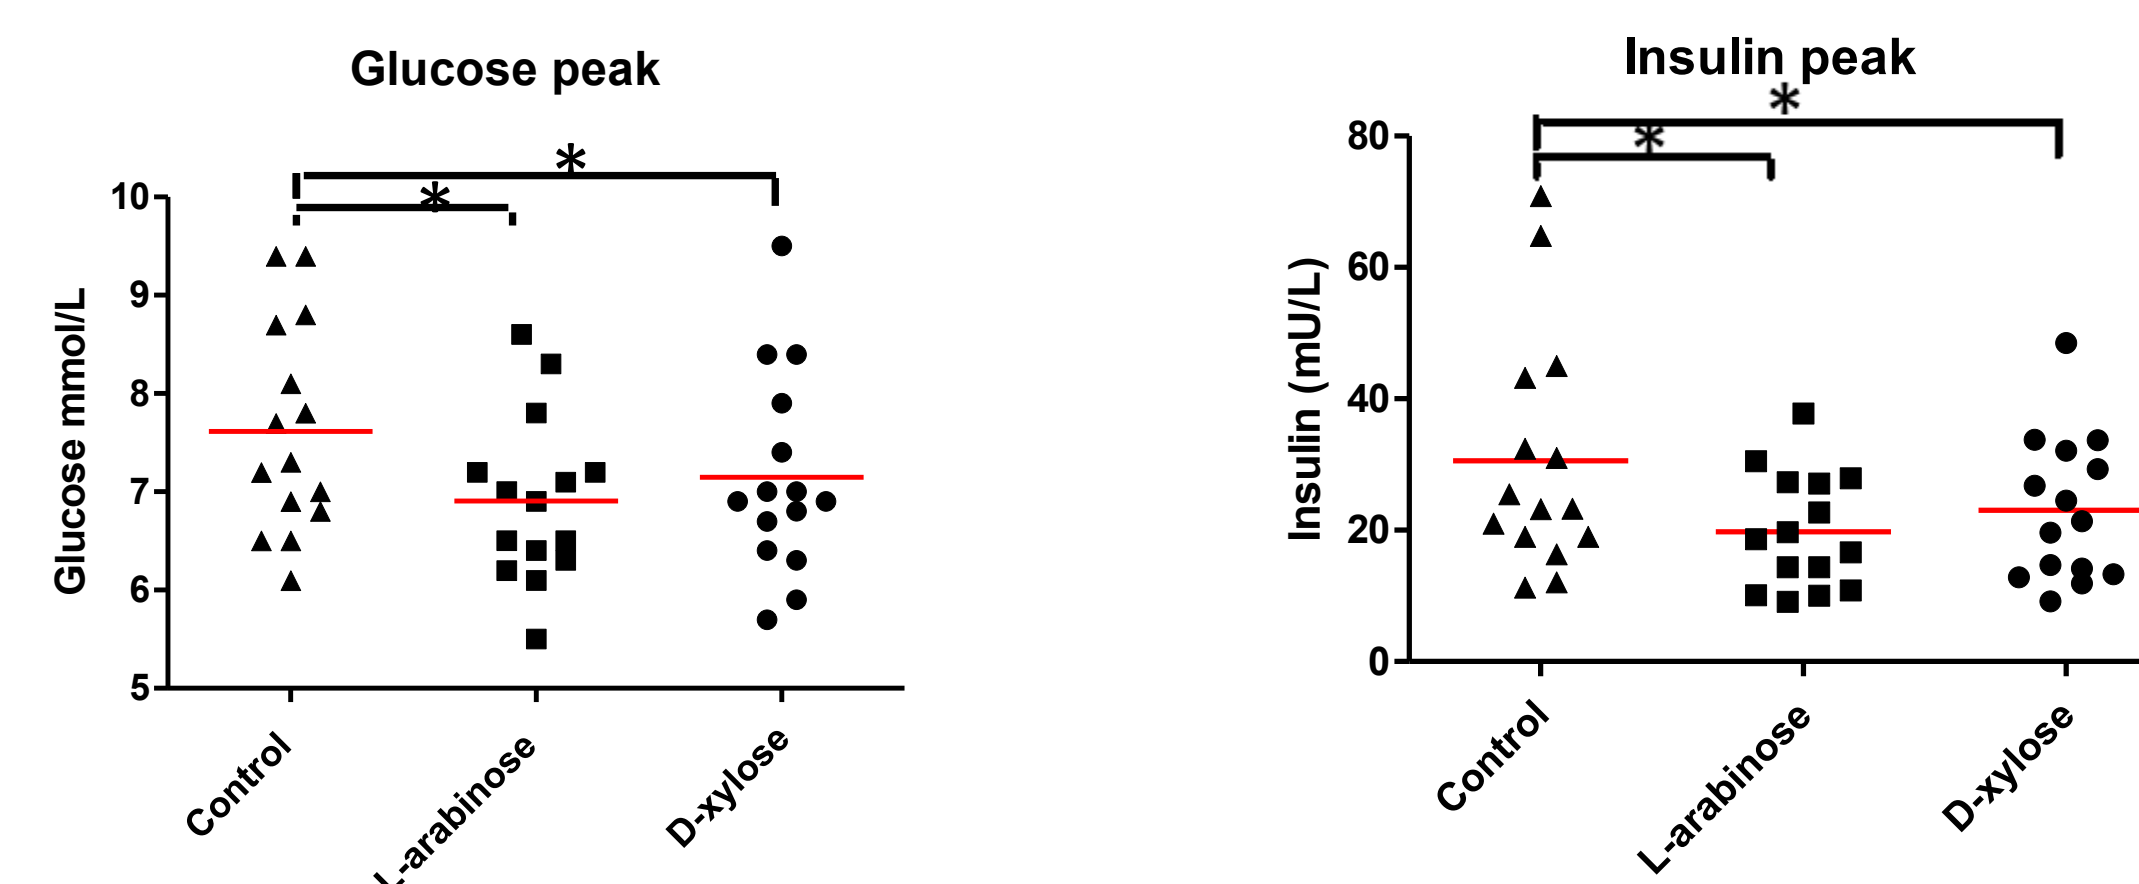 Glucose peak
*
*
Glucose mmol/L
10
9
8
7
6
5
Control
L-arabinose
D-xylose
Insulin peak
*
*
Insulin (mU/L)
80
60
40
20
0
Control
L-arabinose
D-xylose